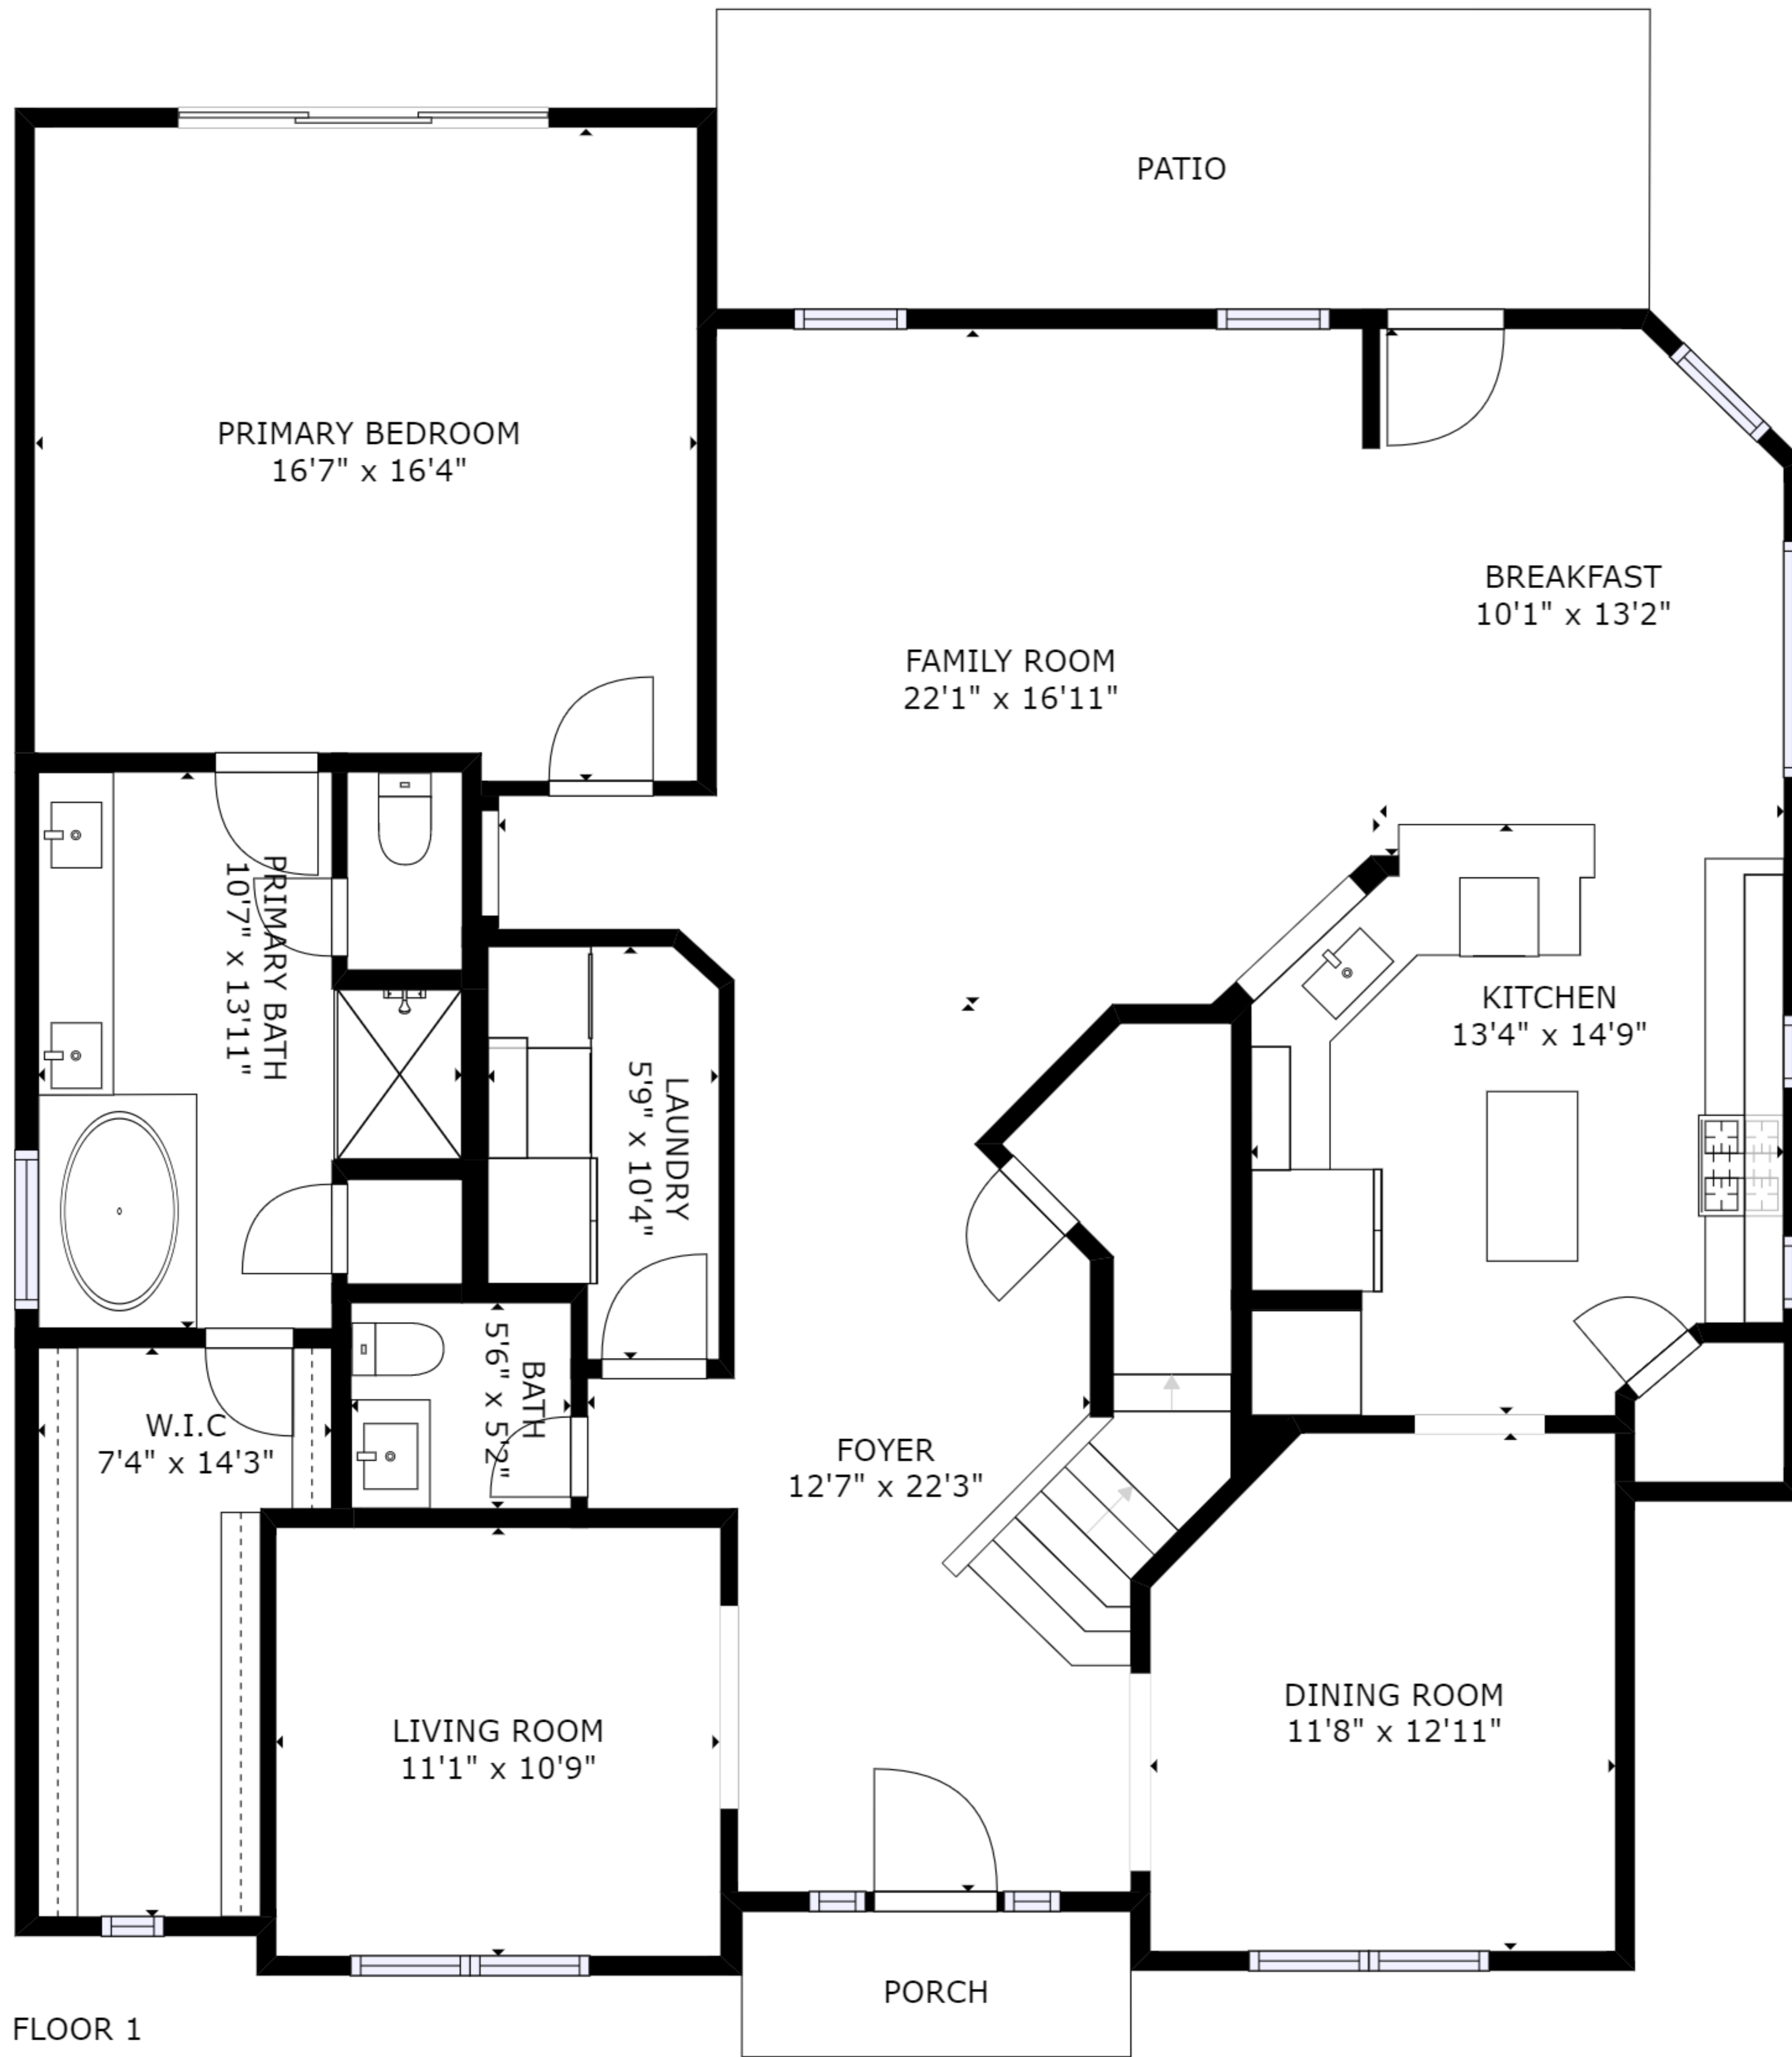 PATIO
PRIMARY BEDROOM
16'7" x 16'4"
BREAKFAST
10'1" x 13'2"
FAMILY ROOM
22'1" x 16'11"
PRIMARY BATH
10'7" x 13'11"
KITCHEN
13'4" x 14'9"
LAUNDRY
5'9" x 10'4"
BATH
5'6" x 5'2"
W.I.C
7'4" x 14'3"
FOYER
12'7" x 22'3"
LIVING ROOM
11'1" x 10'9"
DINING ROOM
11'8" x 12'11"
PORCH
FLOOR 1